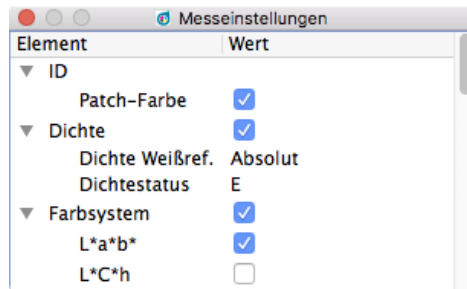 Messeinstellungen
Element Wert
ID
Patch-Farbe
Dichte
Dichte Weißref. Absolut
Dichtestatus E
Farbsystem
L*a*b*
L*C*h